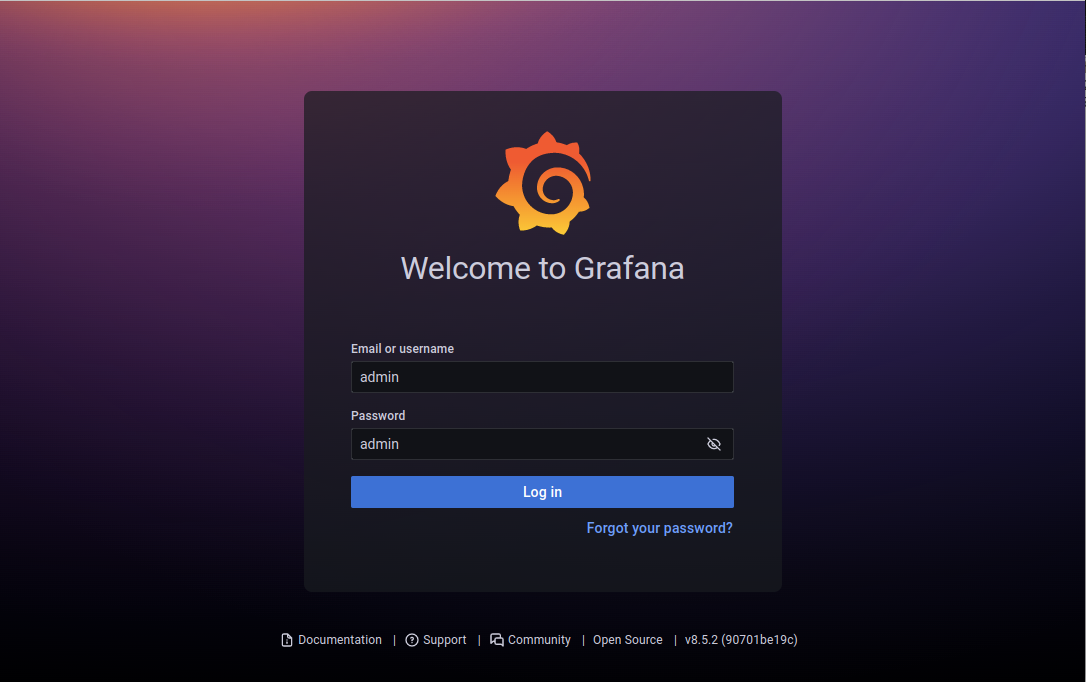 Welcome to Grafana
Email or username
admin
Password
admin
Log in
Forgot your password?
Documentation | Support | Community | Open Source | v8.5.2 (90701be19c)